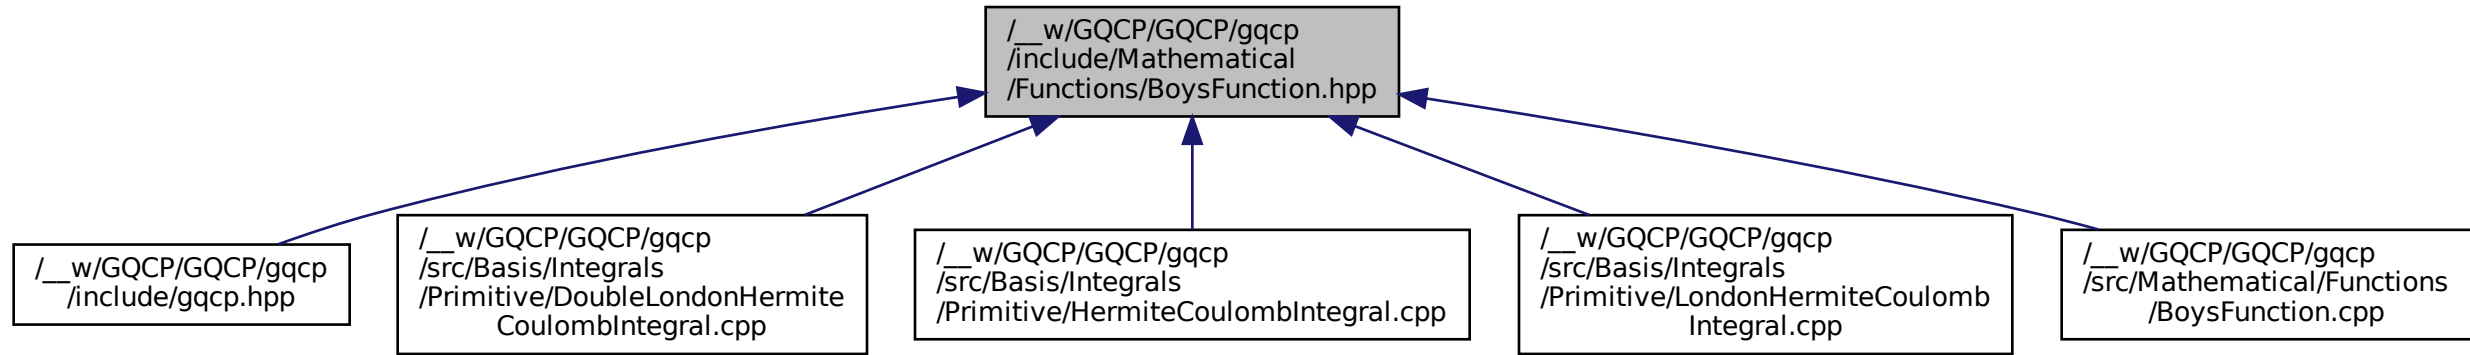 /__w/GQCP/GQCP/gqcp
/include/Mathematical
/Functions/BoysFunction.hpp
/__w/GQCP/GQCP/gqcp
/include/gqcp.hpp
/__w/GQCP/GQCP/gqcp
/src/Basis/Integrals
/Primitive/DoubleLondonHermite
CoulombIntegral.cpp
/__w/GQCP/GQCP/gqcp
/src/Basis/Integrals
/Primitive/HermiteCoulombIntegral.cpp
/__w/GQCP/GQCP/gqcp
/src/Basis/Integrals
/Primitive/LondonHermiteCoulomb
Integral.cpp
/__w/GQCP/GQCP/gqcp
/src/Mathematical/Functions
/BoysFunction.cpp